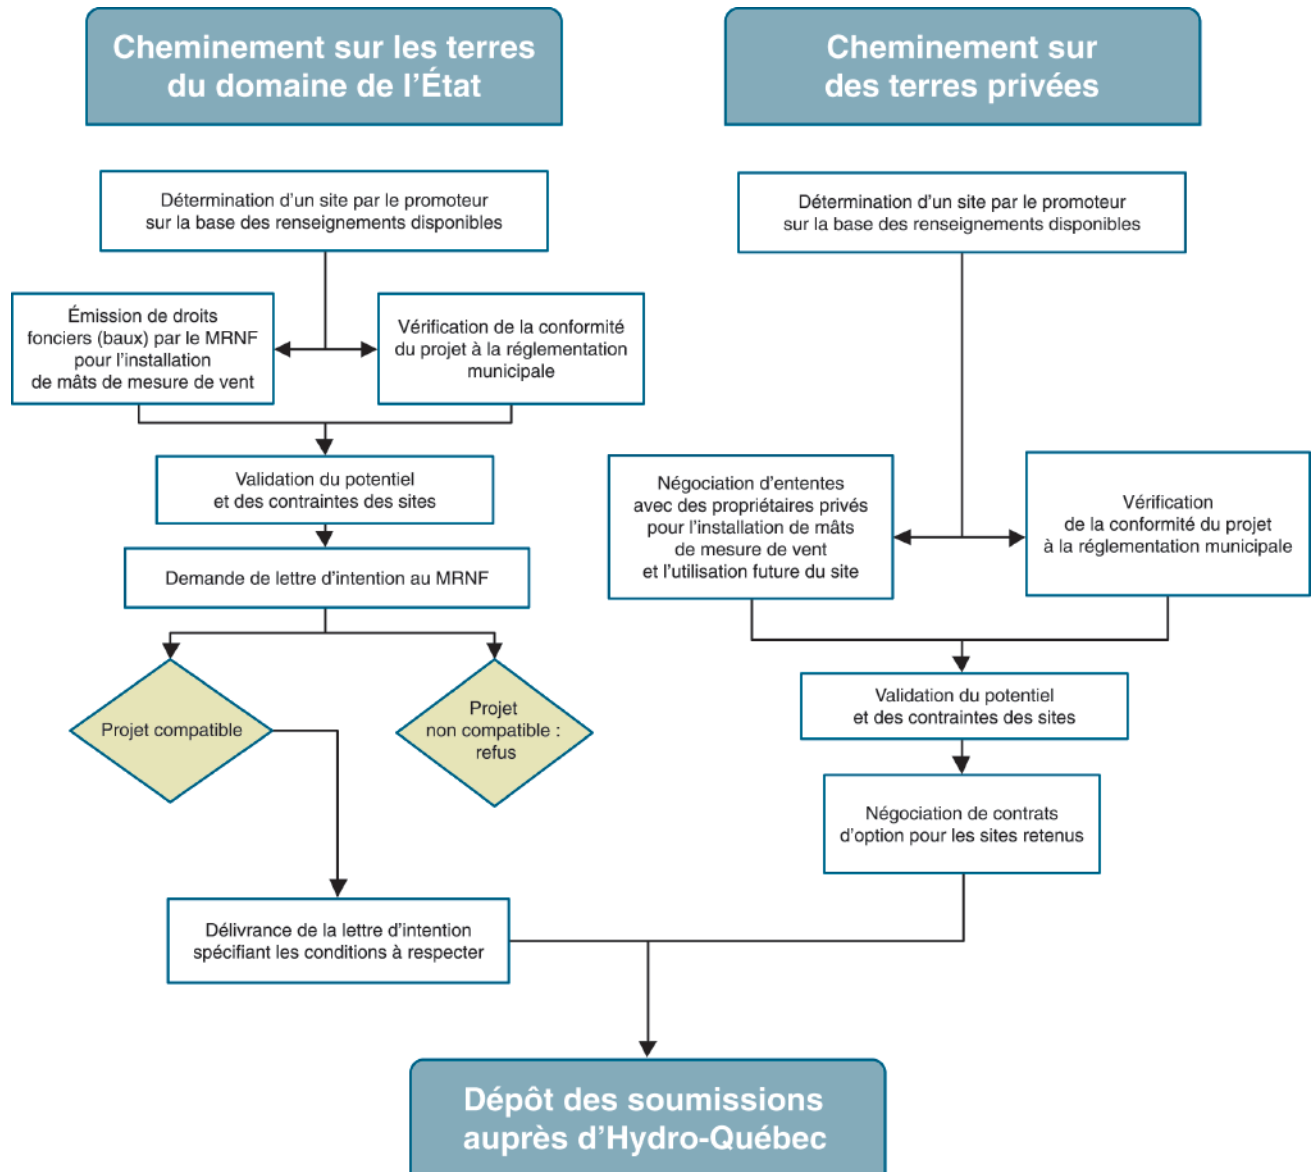 Cheminement sur les terres
du domaine de l'État
Cheminement sur
des terres privées
Détermination d'un site par le promoteur
sur la base des renseignements disponibles
Détermination d'un site par le promoteur
sur la base des renseignements disponibles
Émission de droits
fonciers (baux) par le MRNF
pour l'installation
de mâts de mesure de vent
Vérification de la conformité
du projet à la réglementation
municipale
Validation du potentiel
et des contraintes des sites
Négociation d'ententes
avec des propriétaires privés
pour l'installation de mâts
de mesure de vent
et l'utilisation future du site
Vérification
de la conformité du projet
à la réglementation municipale
Demande de lettre d'intention au MRNF
Projet compatible
Projet
non compatible :
refus
Validation du potentiel
et des contraintes des sites
Négociation de contrats
d'option pour les sites retenus
Délivrance de la lettre d'intention
spécifiant les conditions à respecter
Dépôt des soumissions
auprès d'Hydro-Québec